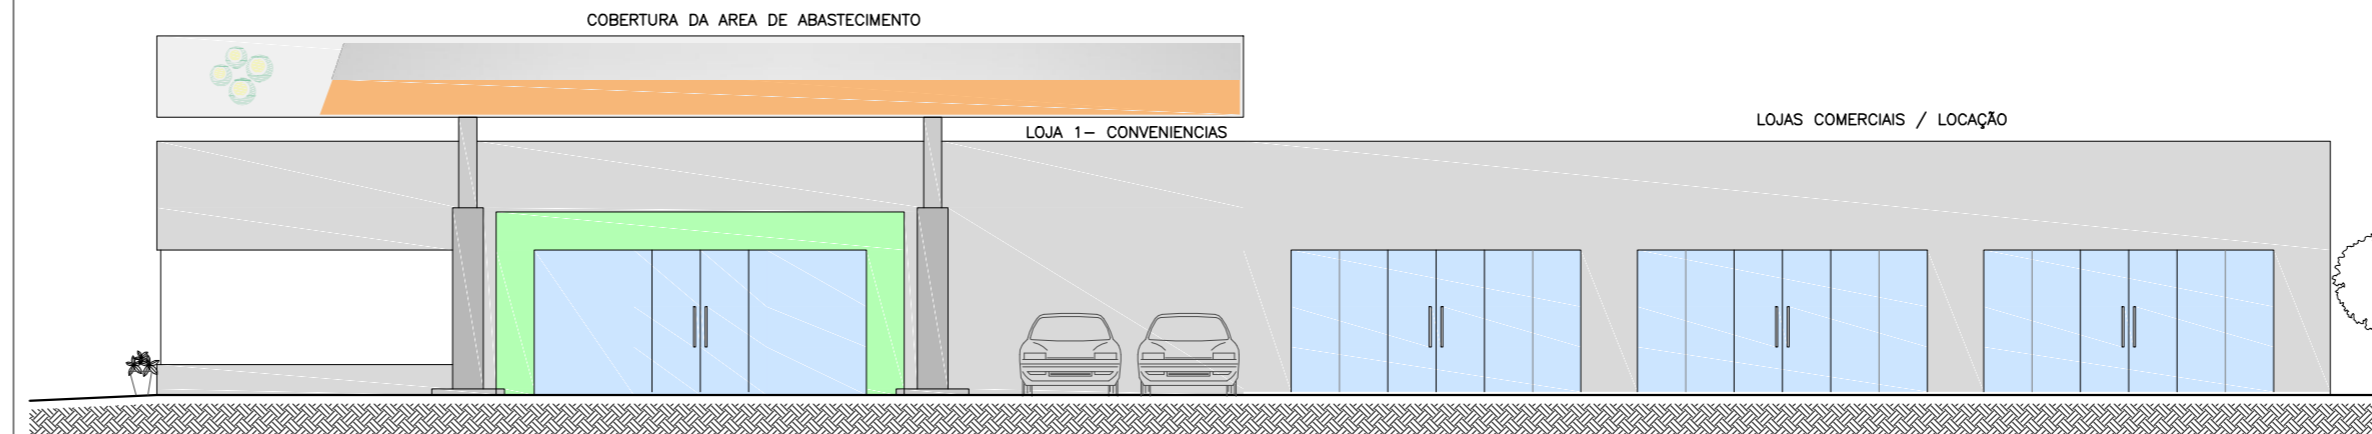 COBERTURA DA AREA DE ABASTECIMENTO
LOJA 1- CONVENIENCIAS
LOJAS COMERCIAIS / LOCAÇÃO